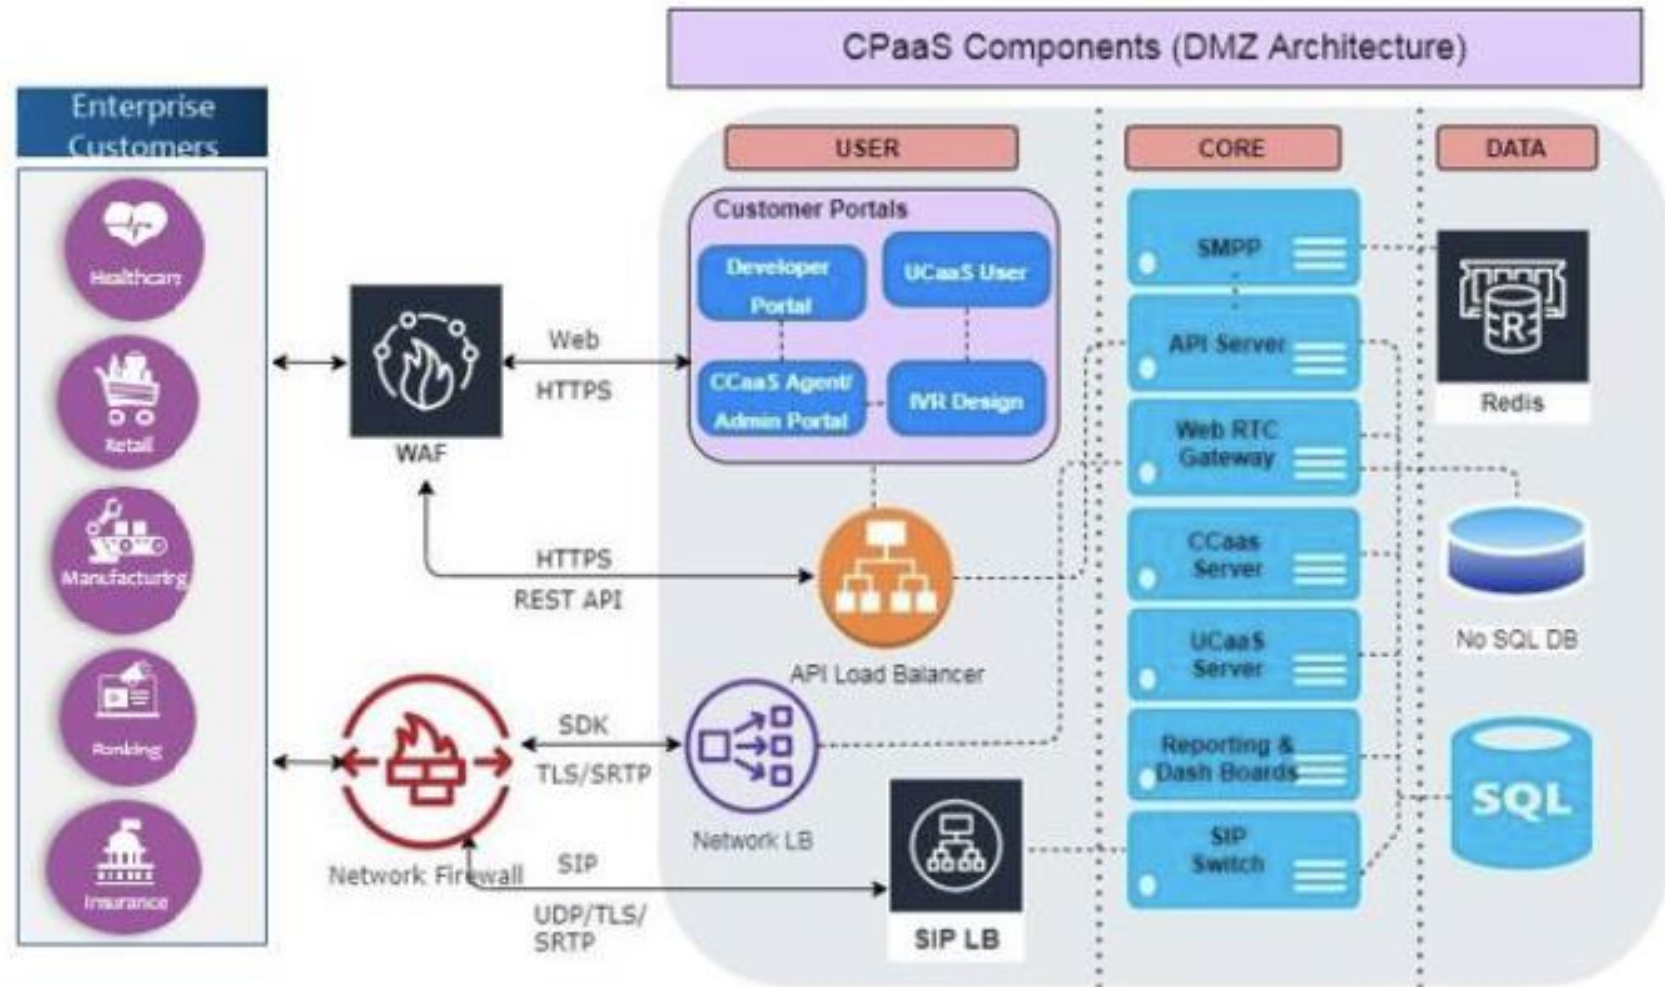 CPaaS Components (DMZ Architecture)
Enterprise
Customers
Healthcare
Retail
Manufacturing
Ranking
Insurance
WAF
Network Firewall
Web
HTTPS
HTTPS
REST API
SDK
TLS/SRTP
SIP
UDP/TLS/
SRTP
USER
Customer Portals
Developer
Portal
UCaaS User
CCaaS Agent/
Admin Portal
IVR Design
API Load Balancer
Network LB
SIP LB
CORE
SMPP
API Server
Web RTC
Gateway
CCaas
Server
UCaaS
Server
Reporting &
Dash Boards
SIP
Switch
DATA
R
Redis
No SQL DB
SQL